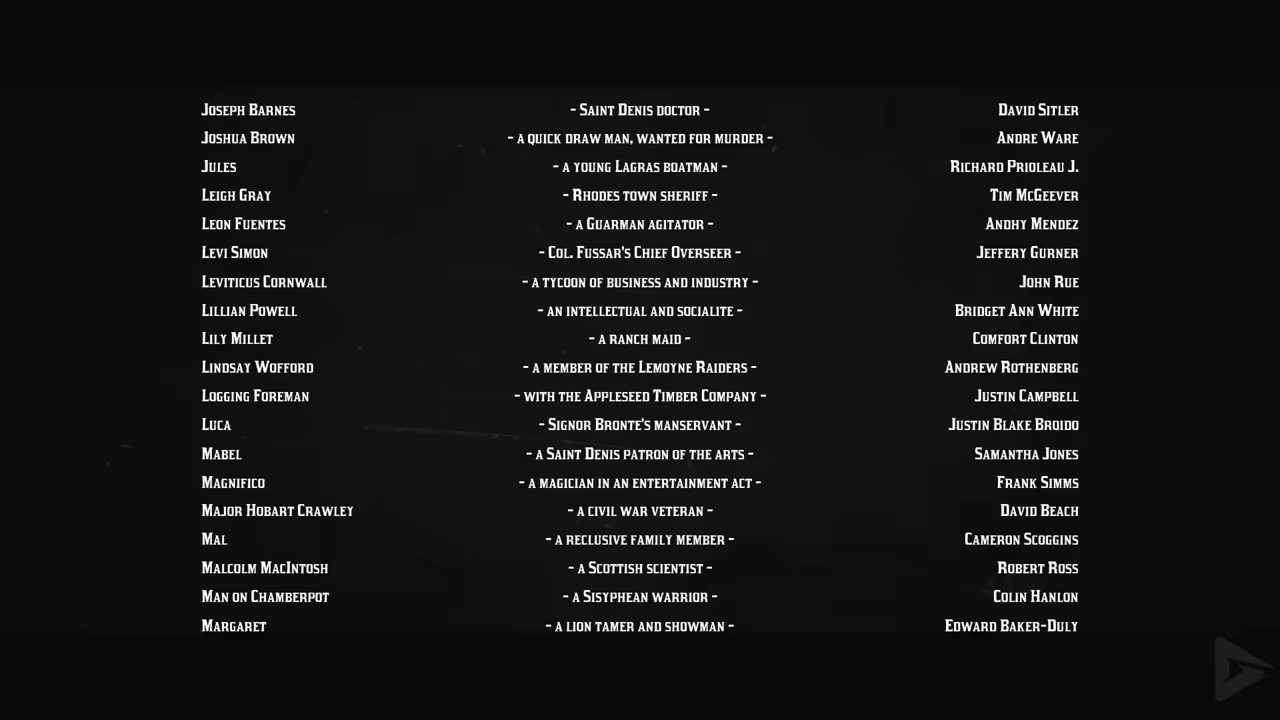 Joseph Barnes - Saint Denis doctor - David Sitler
Joshua Brown - a quick draw man, wanted for murder - Andre Ware
Jules - a young Lagras boatman - Richard Prioleau J.
Leigh Gray - Rhodes town sheriff - Tim McGeever
Leon Fuentes - a Guarman agitator - Andhy Mendez
Levi Simon - Col. Fussar's Chief Overseer - Jeffery Gurner
Leviticus Cornwall - a tycoon of business and industry - John Rue
Lillian Powell - an intellectual and socialite - Bridget Ann White
Lily Millet - a ranch maid - Comfort Clinton
Lindsay Wofford - a member of the Lemoyne Raiders - Andrew Rothenberg
Logging Foreman - with the Appleseed Timber Company - Justin Campbell
Luca - Signor Bronte's manservant - Justin Blake Broido
Mabel - a Saint Denis patron of the arts - Samantha Jones
Magnifico - a magician in an entertainment act - Frank Simms
Major Hobart Crawley - a civil war veteran - David Beach
Mal - a reclusive family member - Cameron Scoggins
Malcolm MacIntosh - a Scottish scientist - Robert Ross
Man on Chamberpot - a Sisyphean warrior - Colin Hanlon
Margaret - a lion tamer and showman - Edward Baker-Duly